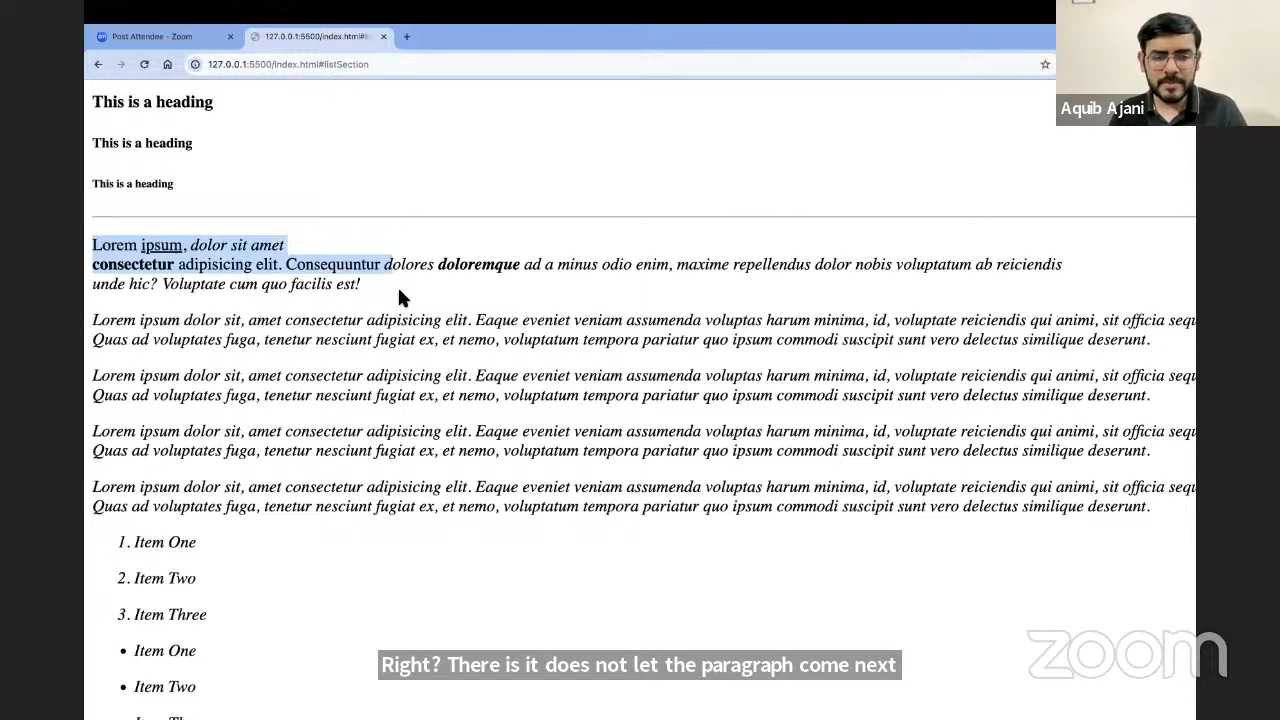 Post Attendee - Zoom
127.0.0.1:5500/index.html#li
127.0.0.1:5500/index.html#listSection
Aquib Ajani
This is a heading
This is a heading
This is a heading
Lorem ipsum, dolor sit amet
consectetur adipisicing elit. Consequuntur dolores doloremque ad a minus odio enim, maxime repellendus dolor nobis voluptatum ab reiciendis
unde hic? Voluptate cum quo facilis est!
Lorem ipsum dolor sit, amet consectetur adipisicing elit. Eaque eveniet veniam assumenda voluptas harum minima, id, voluptate reiciendis qui animi, sit officia sequ
Quas ad voluptates fuga, tenetur nesciunt fugiat ex, et nemo, voluptatum tempora pariatur quo ipsum commodi suscipit sunt vero delectus similique deserunt.
Lorem ipsum dolor sit, amet consectetur adipisicing elit. Eaque eveniet veniam assumenda voluptas harum minima, id, voluptate reiciendis qui animi, sit officia sequ
Quas ad voluptates fuga, tenetur nesciunt fugiat ex, et nemo, voluptatum tempora pariatur quo ipsum commodi suscipit sunt vero delectus similique deserunt.
Lorem ipsum dolor sit, amet consectetur adipisicing elit. Eaque eveniet veniam assumenda voluptas harum minima, id, voluptate reiciendis qui animi, sit officia sequ
Quas ad voluptates fuga, tenetur nesciunt fugiat ex, et nemo, voluptatum tempora pariatur quo ipsum commodi suscipit sunt vero delectus similique deserunt.
Lorem ipsum dolor sit, amet consectetur adipisicing elit. Eaque eveniet veniam assumenda voluptas harum minima, id, voluptate reiciendis qui animi, sit officia sequ
Quas ad voluptates fuga, tenetur nesciunt fugiat ex, et nemo, voluptatum tempora pariatur quo ipsum commodi suscipit sunt vero delectus similique deserunt.
1. Item One
2. Item Two
3. Item Three
• Item One
• Item Two
Right? There is it does not let the paragraph come next
zoom